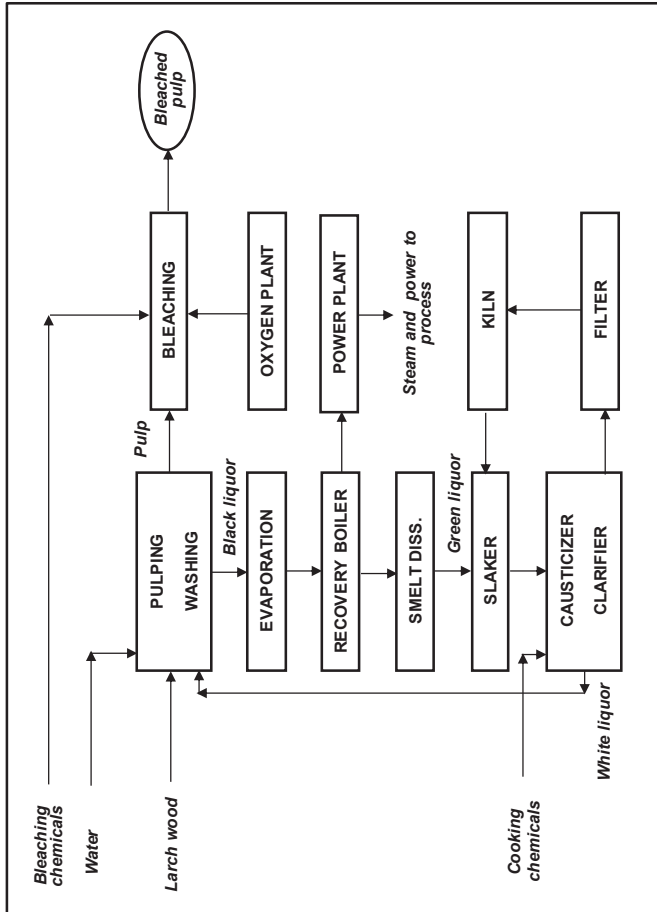 Bleaching
chemicals
Water
Larch wood
Cooking
chemicals
PULPING
WASHING
Black liquor
EVAPORATION
RECOVERY BOILER
SMELT DISS.
Green liquor
SLAKER
CAUSTICIZER
CLARIFIER
White liquor
Pulp
BLEACHING
OXYGEN PLANT
POWER PLANT
Steam and power to
process
KILN
FILTER
Bleached
pulp